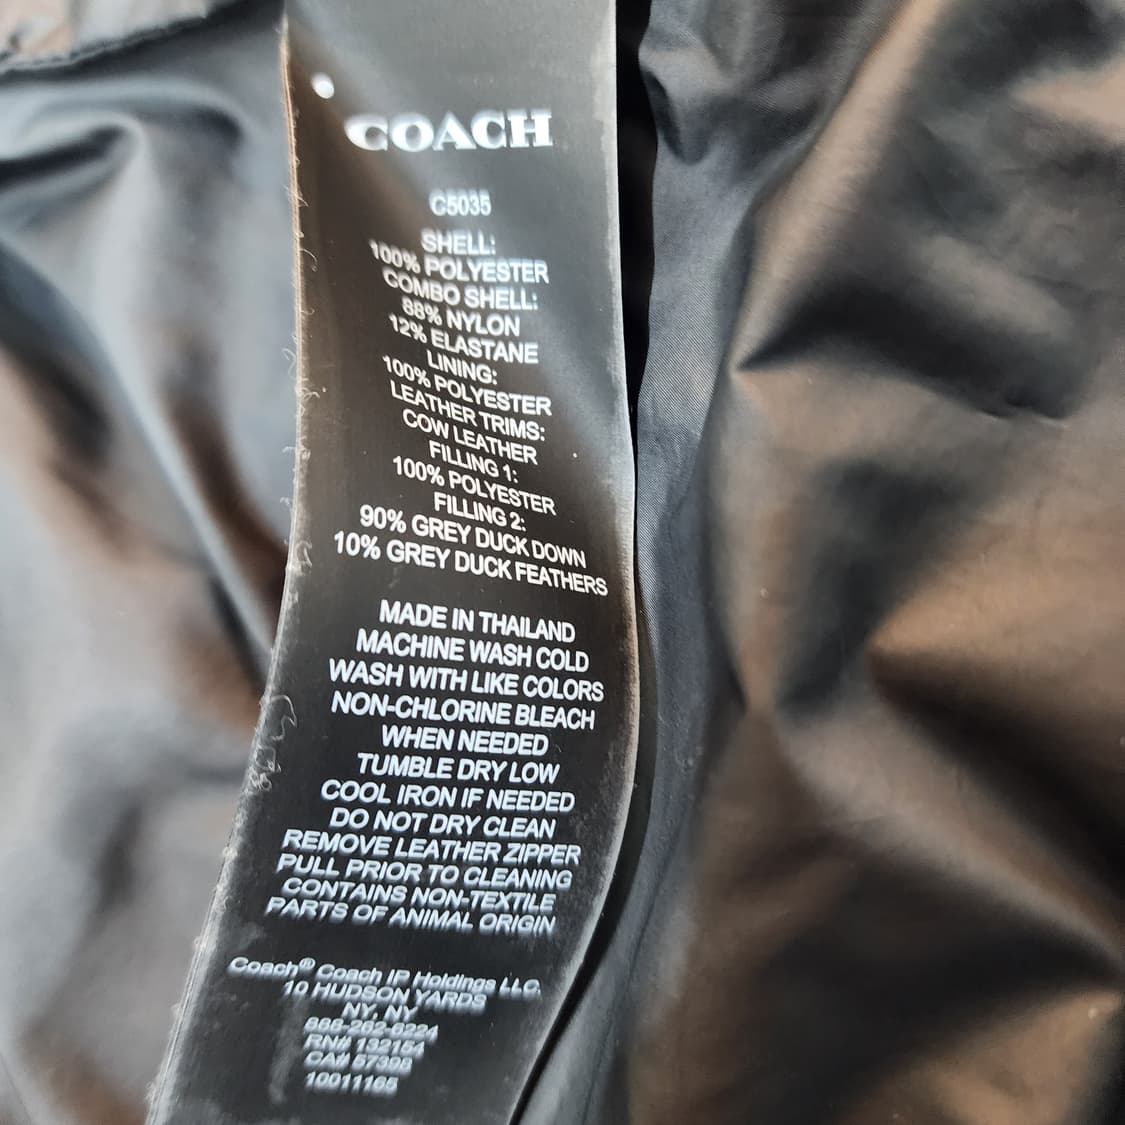 COACH
C5035
SHELL:
100% POLYESTER
COMBO SHELL:
88% NYLON
12% ELASTANE
LINING:
100% POLYESTER
LEATHER TRIMS:
COW LEATHER
FILLING 1:
100% POLYESTER
FILLING 2:
90% GREY DUCK DOWN
10% GREY DUCK FEATHERS
MADE IN THAILAND
MACHINE WASH COLD
WASH WITH LIKE COLORS
NON-CHLORINE BLEACH
WHEN NEEDED
TUMBLE DRY LOW
COOL IRON IF NEEDED
DO NOT DRY CLEAN
REMOVE LEATHER ZIPPER
PULL PRIOR TO CLEANING
CONTAINS NON-TEXTILE
PARTS OF ANIMAL ORIGIN
Coach® Coach IP Holdings LLC.
10 HUDSON YARDS
NY, NY
866-262-6224
RN# 132154
CA# 57398
10011165